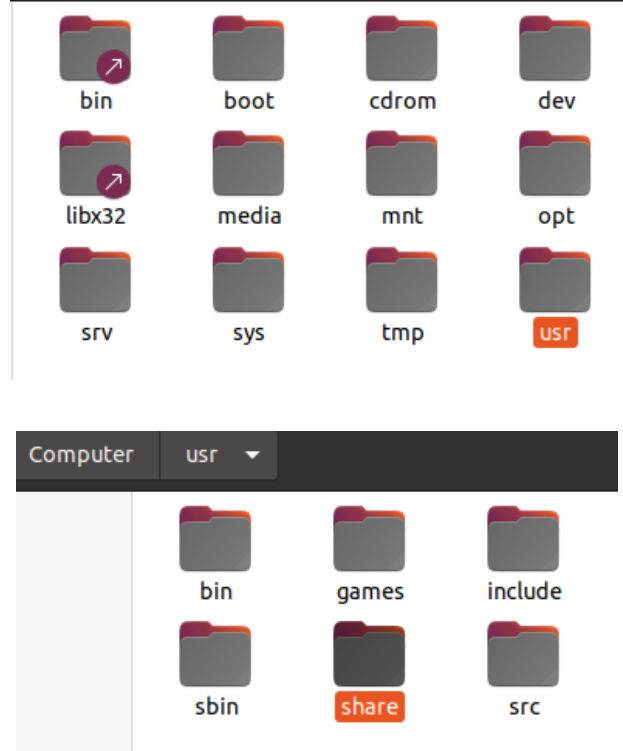 bin boot cdrom dev
libx32 media mnt opt
srv sys tmp usr
Computer usr
bin games include
sbin share src